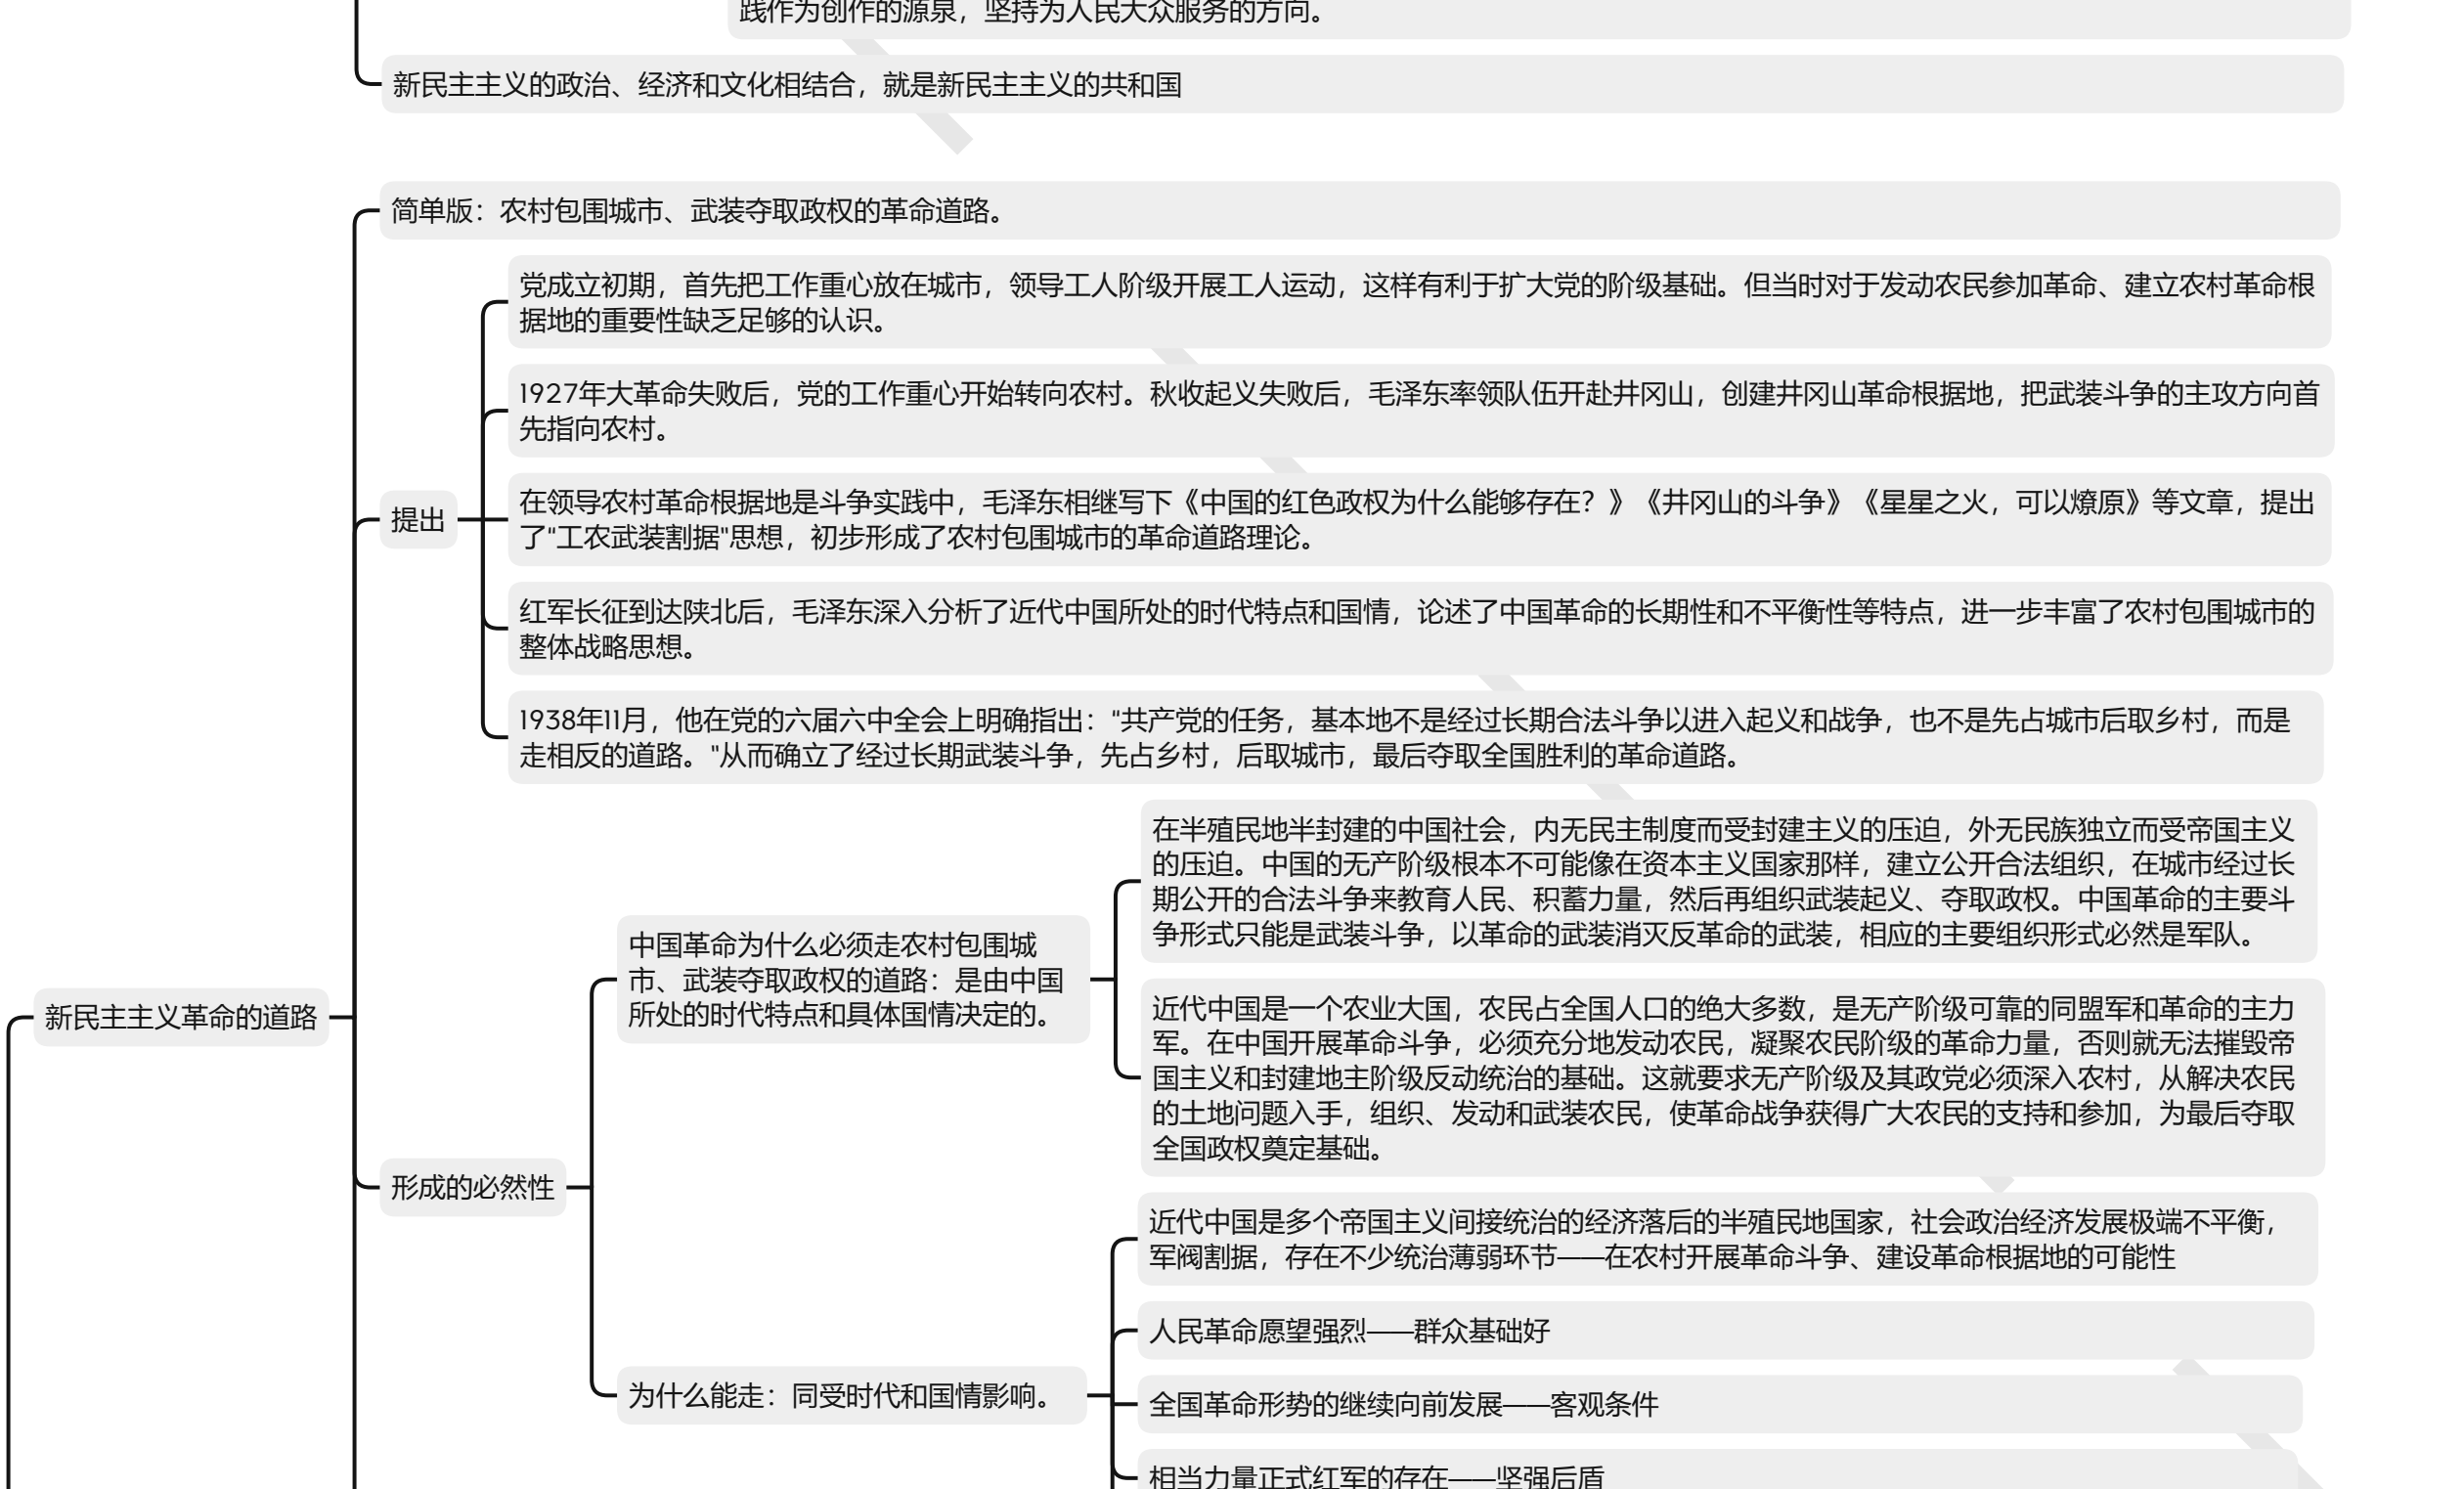 践作为创作的源泉，坚持为人民大众服务的方向。
新民主主义的政治、经济和文化相结合，就是新民主主义的共和国
简单版：农村包围城市、武装夺取政权的革命道路。
党成立初期，首先把工作重心放在城市，领导工人阶级开展工人运动，这样有利于扩大党的阶级基础。但当时对于发动农民参加革命、建立农村革命根
据地的重要性缺乏足够的认识。
1927年大革命失败后，党的工作重心开始转向农村。秋收起义失败后，毛泽东率领队伍开赴井冈山，创建井冈山革命根据地，把武装斗争的主攻方向首
先指向农村。
提出
在领导农村革命根据地是斗争实践中，毛泽东相继写下《中国的红色政权为什么能够存在？》《井冈山的斗争》《星星之火，可以燎原》等文章，提出
了"工农武装割据"思想，初步形成了农村包围城市的革命道路理论。
红军长征到达陕北后，毛泽东深入分析了近代中国所处的时代特点和国情，论述了中国革命的长期性和不平衡性等特点，进一步丰富了农村包围城市的
整体战略思想。
1938年11月，他在党的六届六中全会上明确指出："共产党的任务，基本地不是经过长期合法斗争以进入起义和战争，也不是先占城市后取乡村，而是
走相反的道路。"从而确立了经过长期武装斗争，先占乡村，后取城市，最后夺取全国胜利的革命道路。
新民主主义革命的道路
形成的必然性
中国革命为什么必须走农村包围城
市、武装夺取政权的道路：是由中国
所处的时代特点和具体国情决定的。
在半殖民地半封建的中国社会，内无民主制度而受封建主义的压迫，外无民族独立而受帝国主义
的压迫。中国的无产阶级根本不可能像在资本主义国家那样，建立公开合法组织，在城市经过长
期公开的合法斗争来教育人民、积蓄力量，然后再组织武装起义、夺取政权。中国革命的主要斗
争形式只能是武装斗争，以革命的武装消灭反革命的武装，相应的主要组织形式必然是军队。
近代中国是一个农业大国，农民占全国人口的绝大多数，是无产阶级可靠的同盟军和革命的主力
军。在中国开展革命斗争，必须充分地发动农民，凝聚农民阶级的革命力量，否则就无法摧毁帝
国主义和封建地主阶级反动统治的基础。这就要求无产阶级及其政党必须深入农村，从解决农民
的土地问题入手，组织、发动和武装农民，使革命战争获得广大农民的支持和参加，为最后夺取
全国政权奠定基础。
为什么能走：同受时代和国情影响。
近代中国是多个帝国主义间接统治的经济落后的半殖民地国家，社会政治经济发展极端不平衡，
军阀割据，存在不少统治薄弱环节——在农村开展革命斗争、建设革命根据地的可能性
人民革命愿望强烈——群众基础好
全国革命形势的继续向前发展——客观条件
相当力量正式红军的存在——坚强后盾